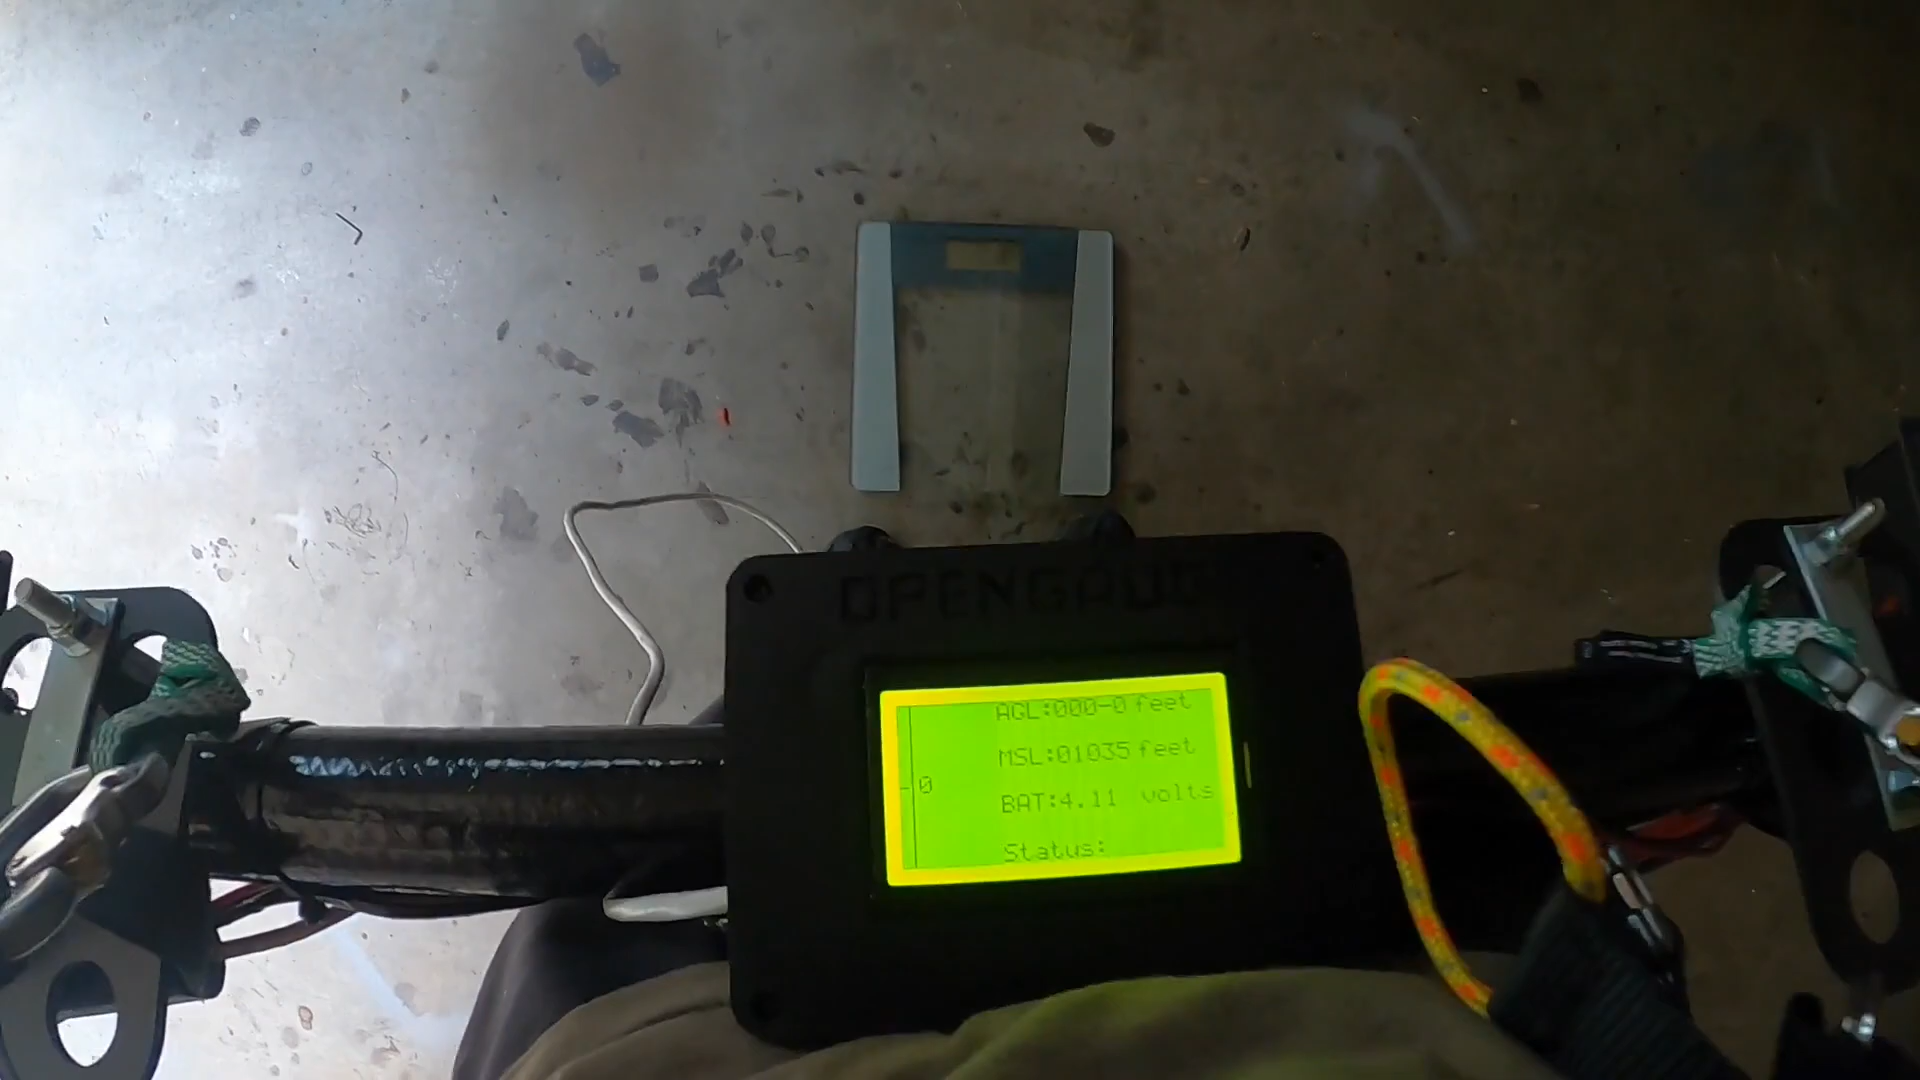 OPENGAUG
AGL:000-0 feet
MSL:01035 feet
0
BAT:4.11 volts
Status: